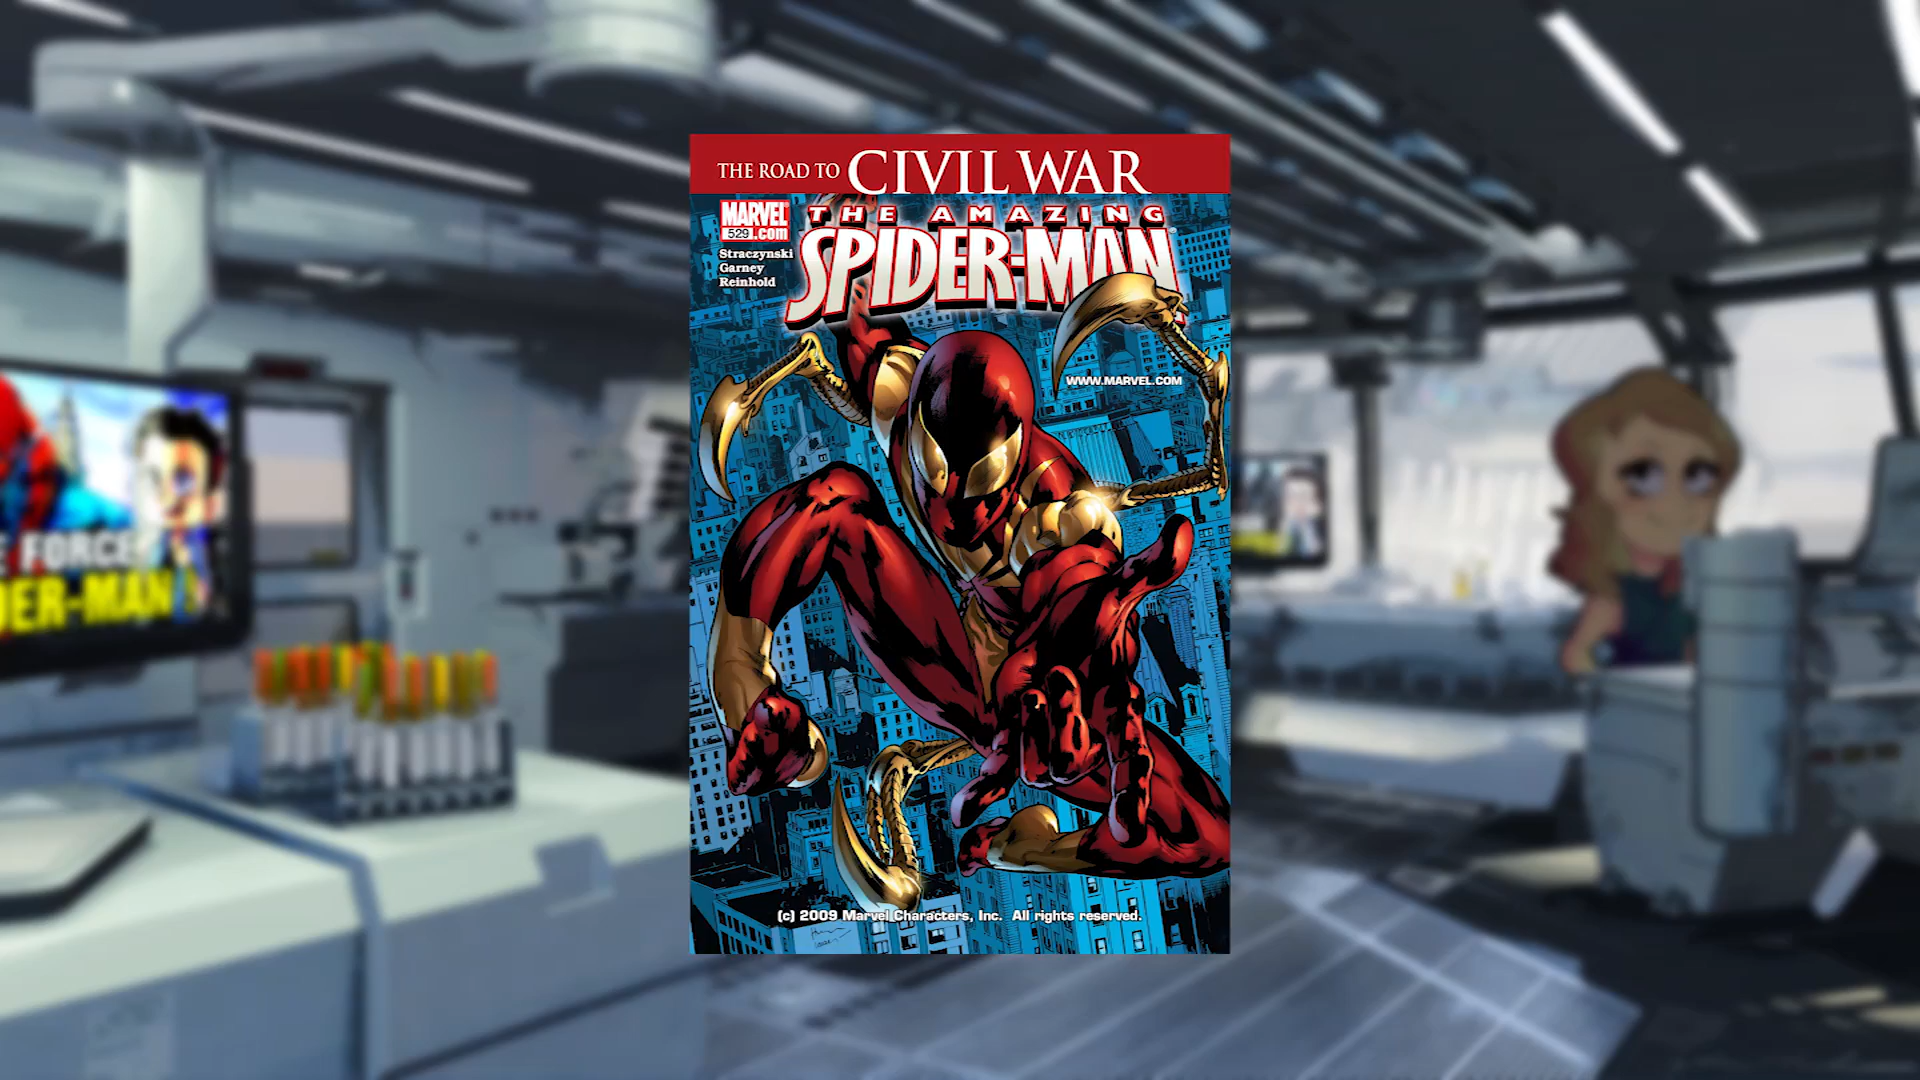 THE ROAD TO CIVIL WAR
MARVEL
529 .com
THE AMAZING
SPIDER-MAN
Straczynski
Garney
Reinhold
WWW.MARVEL.COM
E FORCE
DER-MAN
(c) 2009 Marvel Characters, Inc. All rights reserved.